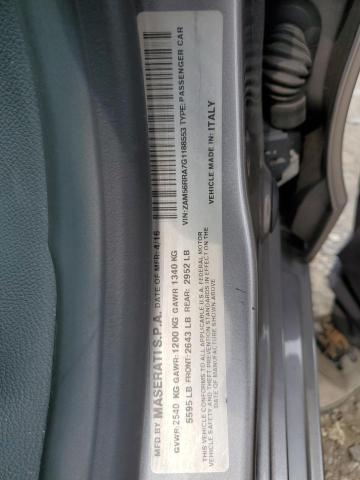 MFD BY MASERATI S.P.A. DATE OF MFR: 4/16
GVWR: 2540 KG GAWR: 1200 KG GAWR 1340 KG
5595 LB FRONT: 2643 LB REAR: 2952 LB
THIS VEHICLE CONFORMS TO ALL APPLICABLE U.S.A. FEDERAL MOTOR
VEHICLE SAFETY, BUMPER AND THEFT PREVENTION STANDARDS IN EFFECT ON THE
DATE OF MANUFACTURE SHOWN ABOVE.
VIN: ZAM56RRA7G1188553 TYPE: PASSENGER CAR
VEHICLE MADE IN: ITALY